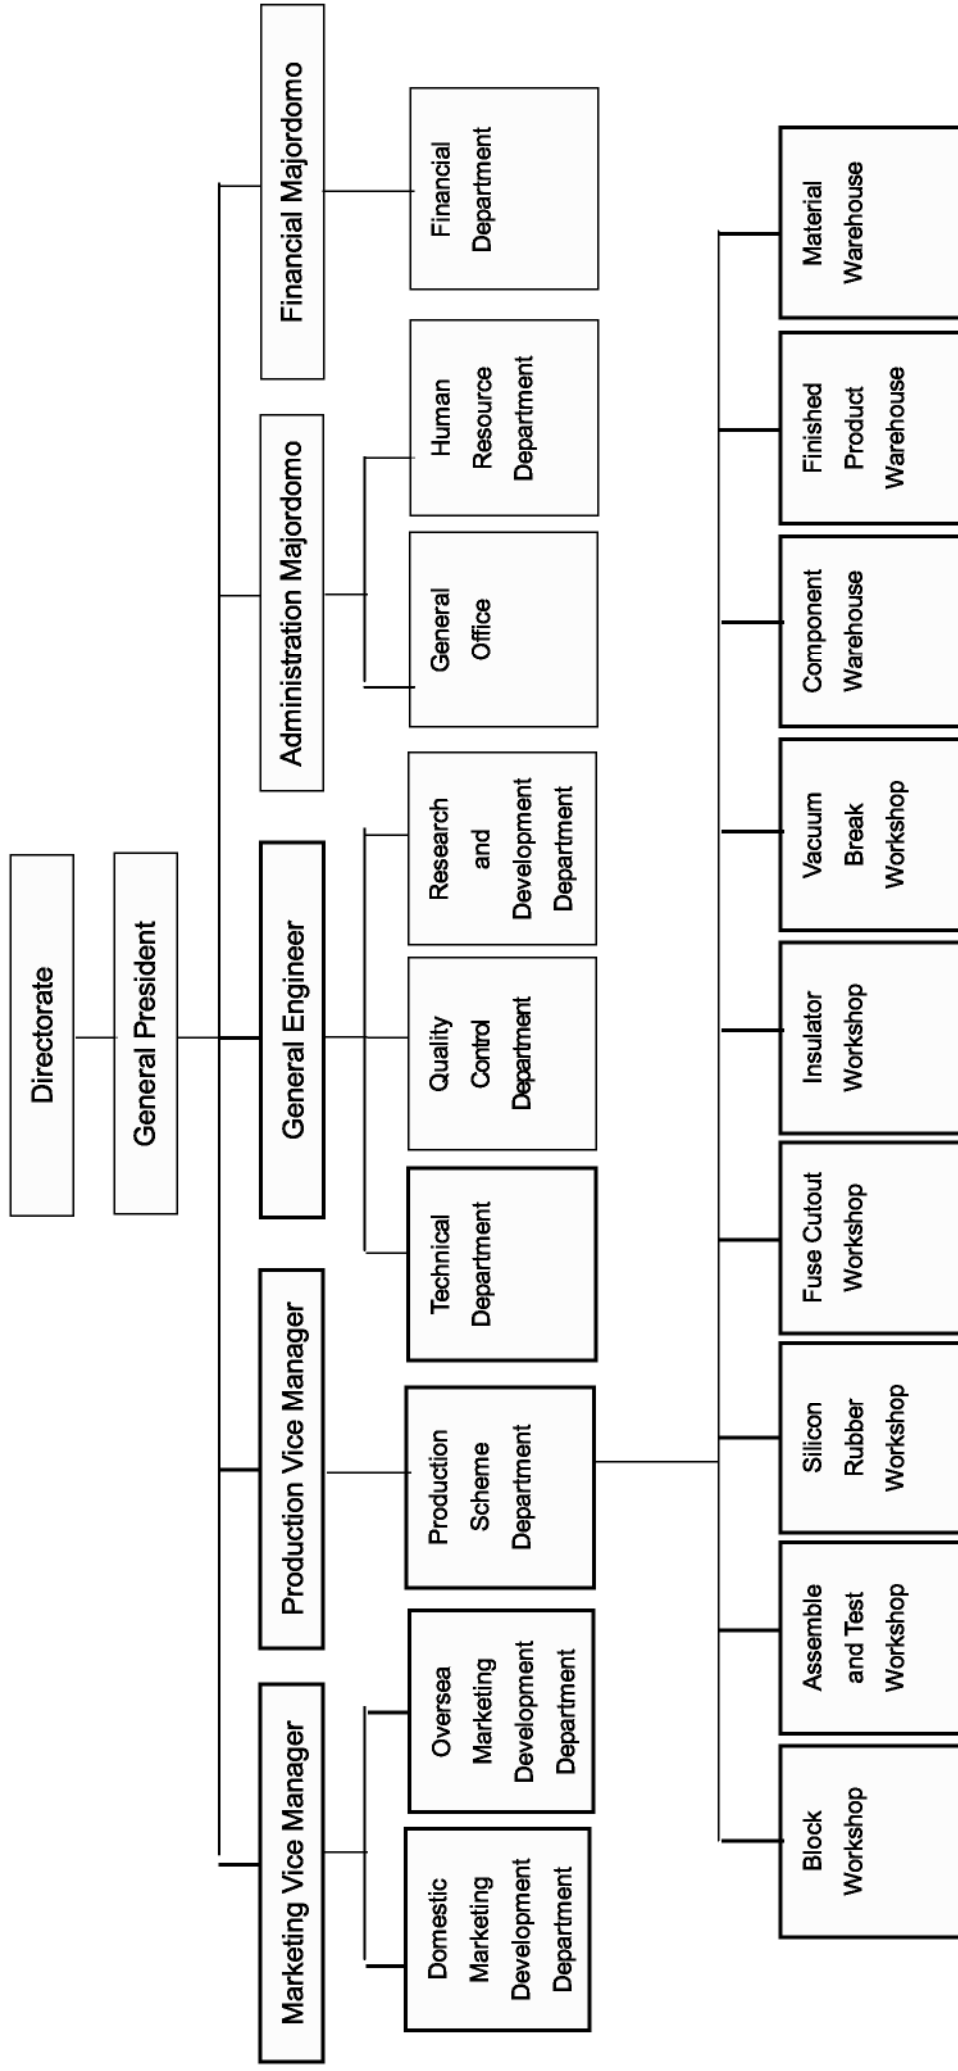 Directorate
General President
Marketing Vice Manager
Production Vice Manager
General Engineer
Administration Majordomo
Financial Majordomo
Domestic
Marketing
Development
Department
Oversea
Marketing
Development
Department
Production
Scheme
Department
Technical
Department
Quality
Control
Department
Research
and
Development
Department
General
Office
Human
Resource
Department
Financial
Department
Block
Workshop
Assemble
and Test
Workshop
Silicon
Rubber
Workshop
Fuse Cutout
Workshop
Insulator
Workshop
Vacuum
Break
Workshop
Component
Warehouse
Finished
Product
Warehouse
Material
Warehouse